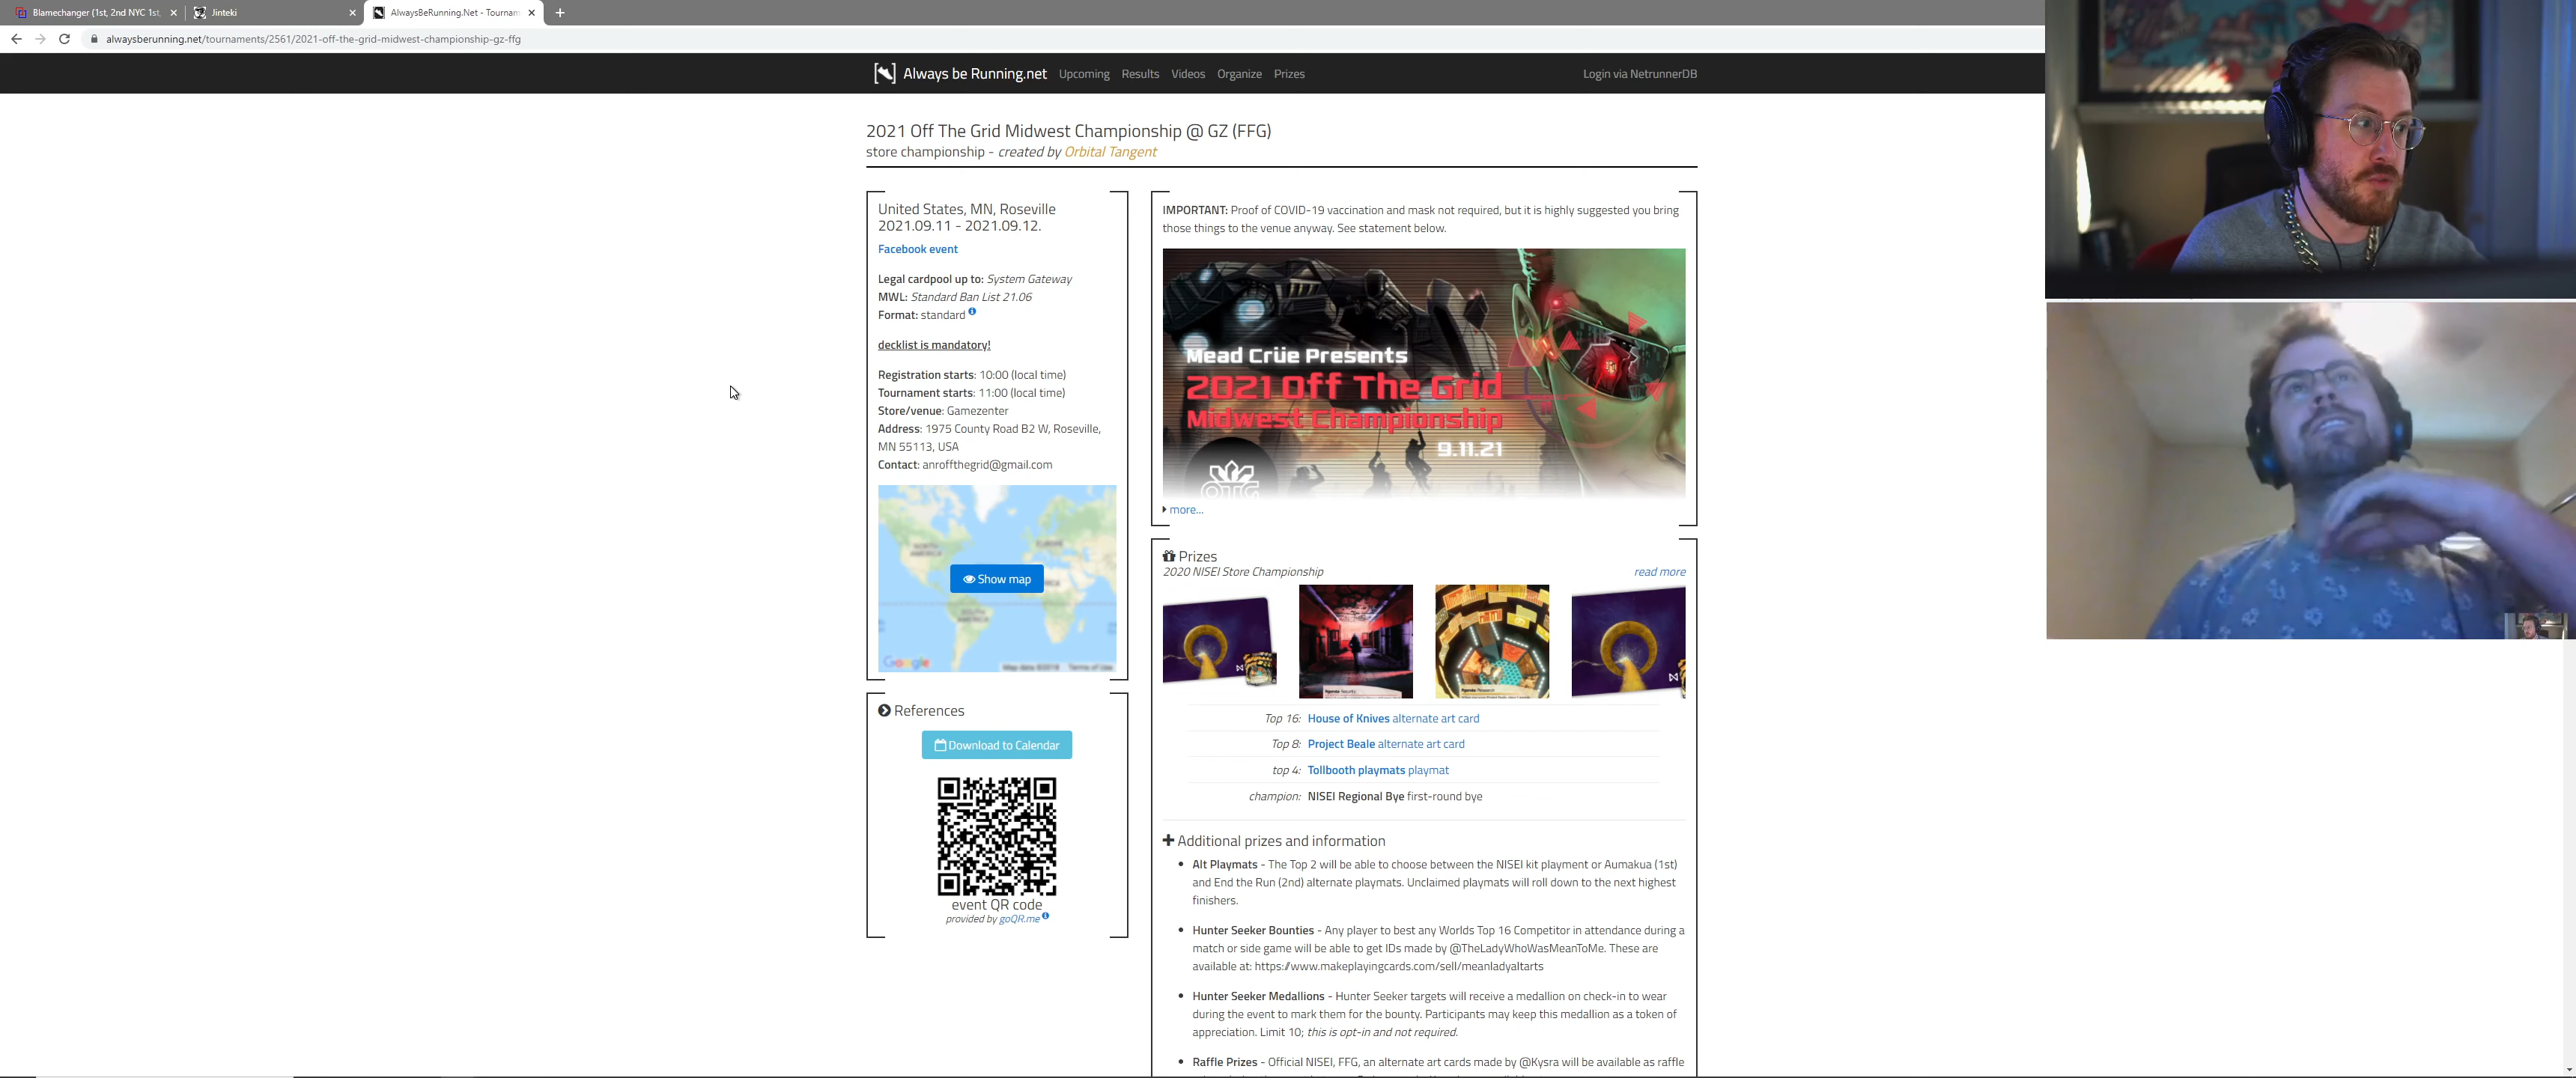 Blamechanger (1st, 2nd NYC 1st,
Jinteki
AlwaysBeRunning.Net - Tournam
alwaysberunning.net/tournaments/2561/2021-off-the-grid-midwest-championship-gz-ffg
Always be Running.net Upcoming Results Videos Organize Prizes Login via NetrunnerDB
2021 Off The Grid Midwest Championship @ GZ (FFG)
store championship - created by Orbital Tangent
United States, MN, Roseville
2021.09.11 - 2021.09.12.
Facebook event
Legal cardpool up to: System Gateway
MWL: Standard Ban List 21.06
Format: standard
decklist is mandatory!
Registration starts: 10:00 (local time)
Tournament starts: 11:00 (local time)
Store/venue: Gamezenter
Address: 1975 County Road B2 W, Roseville,
MN 55113, USA
Contact: anroffthegrid@gmail.com
NORTH
AMERICA
EUROPE
SOUTH
AMERICA
Show map
Google
Map data ©2018 Terms of Use
References
Download to Calendar
event QR code
provided by goQR.me
IMPORTANT: Proof of COVID-19 vaccination and mask not required, but it is highly suggested you bring
those things to the venue anyway. See statement below.
Mead Crüe Presents
2021 Off The Grid
Midwest Championship
9.11.21
OTG
more...
Prizes
2020 NISEI Store Championship read more
Top 16: House of Knives alternate art card
Top 8: Project Beale alternate art card
top 4: Tollbooth playmats playmat
champion: NISEI Regional Bye first-round bye
Additional prizes and information
Alt Playmats - The Top 2 will be able to choose between the NISEI kit playment or Aumakua (1st)
and End the Run (2nd) alternate playmats. Unclaimed playmats will roll down to the next highest
finishers.
Hunter Seeker Bounties - Any player to best any Worlds Top 16 Competitor in attendance during a
match or side game will be able to get IDs made by @TheLadyWhoWasMeanToMe. These are
available at: https://www.makeplayingcards.com/sell/meanladyaltarts
Hunter Seeker Medallions - Hunter Seeker targets will receive a medallion on check-in to wear
during the event to mark them for the bounty. Participants may keep this medallion as a token of
appreciation. Limit 10; this is opt-in and not required.
Raffle Prizes - Official NISEI, FFG, an alternate art cards made by @Kysra will be available as raffle